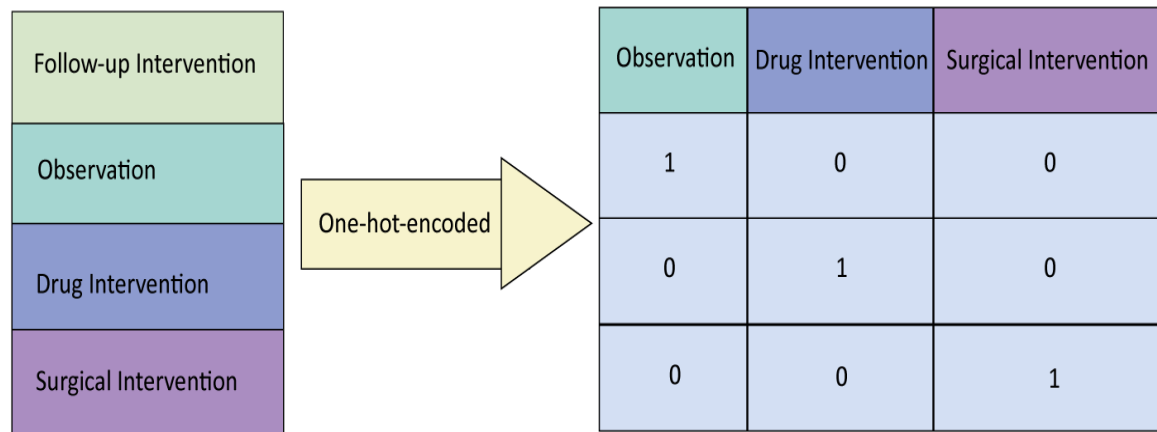 Follow-up Intervention
Observation
Drug Intervention
Surgical Intervention
One-hot-encoded
Observation Drug Intervention Surgical Intervention
1 0 0
0 1 0
0 0 1